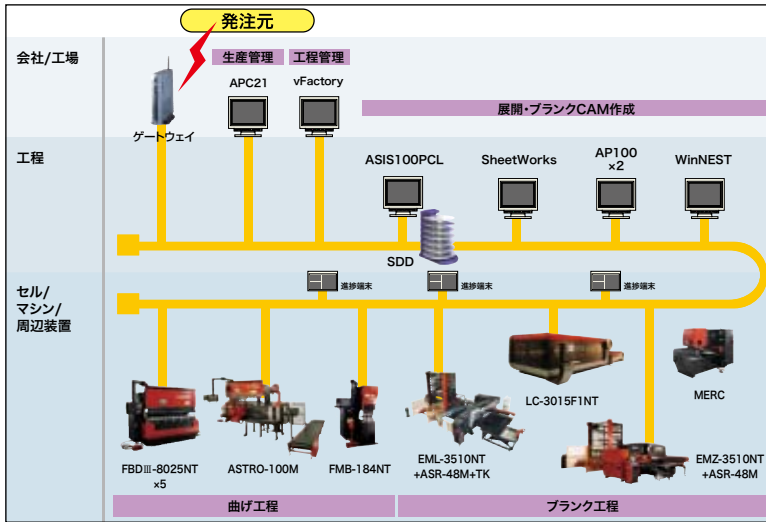 発注元
会社/工場
生産管理
工程管理
APC21
vFactory
展開・ブランクCAM作成
ゲートウェイ
工程
ASIS100PCL
SheetWorks
AP100
×2
WinNEST
SDD
セル/
マシン/
周辺装置
進捗端末
進捗端末
進捗端末
LC-3015F1NT
MERC
FBDⅢ-8025NT
×5
ASTRO-100M
FMB-184NT
EML-3510NT
+ASR-48M+TK
EMZ-3510NT
+ASR-48M
曲げ工程
ブランク工程